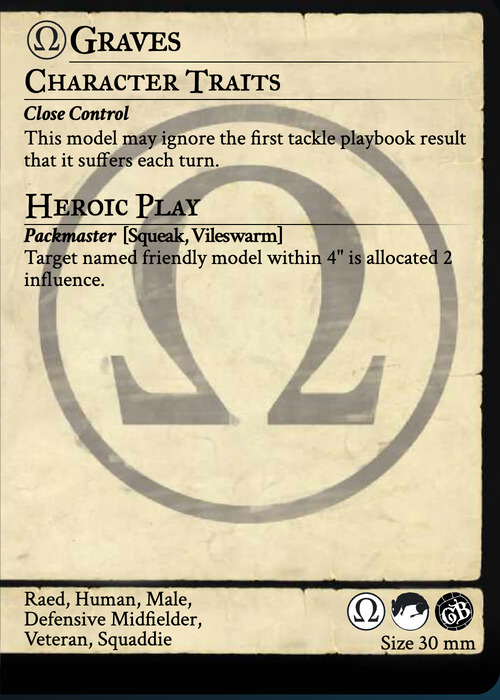 Ω Graves
Character Traits
Close Control
This model may ignore the first tackle playbook result
that it suffers each turn.
Heroic Play
Packmaster [Squeak, Vileswarm]
Target named friendly model within 4" is allocated 2
influence.
Ω
Raed, Human, Male,
Defensive Midfielder,
Veteran, Squaddie
Ω GB
Size 30 mm